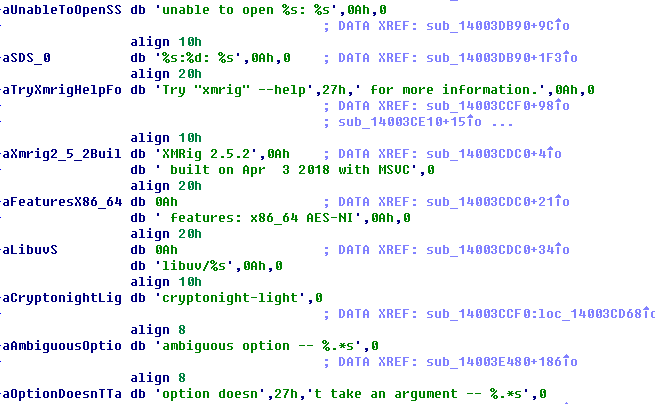 aUnableToOpenSS db 'unable to open %s: %s',0Ah,0
; DATA XREF: sub_14003DB90+9C↑o
align 10h
aSDS_0 db '%s:%d: %s',0Ah,0 ; DATA XREF: sub_14003DB90+1F3↑o
align 20h
aTryXmrigHelpFo db 'Try "xmrig" --help',27h,' for more information.',0Ah,0
; DATA XREF: sub_14003CCF0+98↑o
; sub_14003CE10+15↑o ...
align 10h
aXmrig2_5_2Buil db 'XMRig 2.5.2',0Ah ; DATA XREF: sub_14003CDC0+4↑o
db ' built on Apr  3 2018 with MSVC',0
align 20h
aFeaturesX86_64 db 0Ah ; DATA XREF: sub_14003CDC0+21↑o
db ' features: x86_64 AES-NI',0Ah,0
align 20h
aLibuvS db 0Ah ; DATA XREF: sub_14003CDC0+34↑o
db 'libuv/%s',0Ah,0
align 10h
aCryptonightLig db 'cryptonight-light',0
; DATA XREF: sub_14003CCF0:loc_14003CD68↑o
align 8
aAmbiguousOptio db 'ambiguous option -- %.*s',0
; DATA XREF: sub_14003E480+186↑o
align 8
aOptionDoesnTTa db 'option doesn',27h,'t take an argument -- %.*s',0